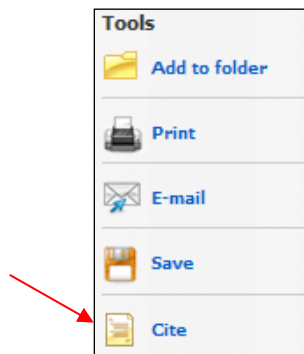 Tools
Add to folder
Print
E-mail
Save
Cite